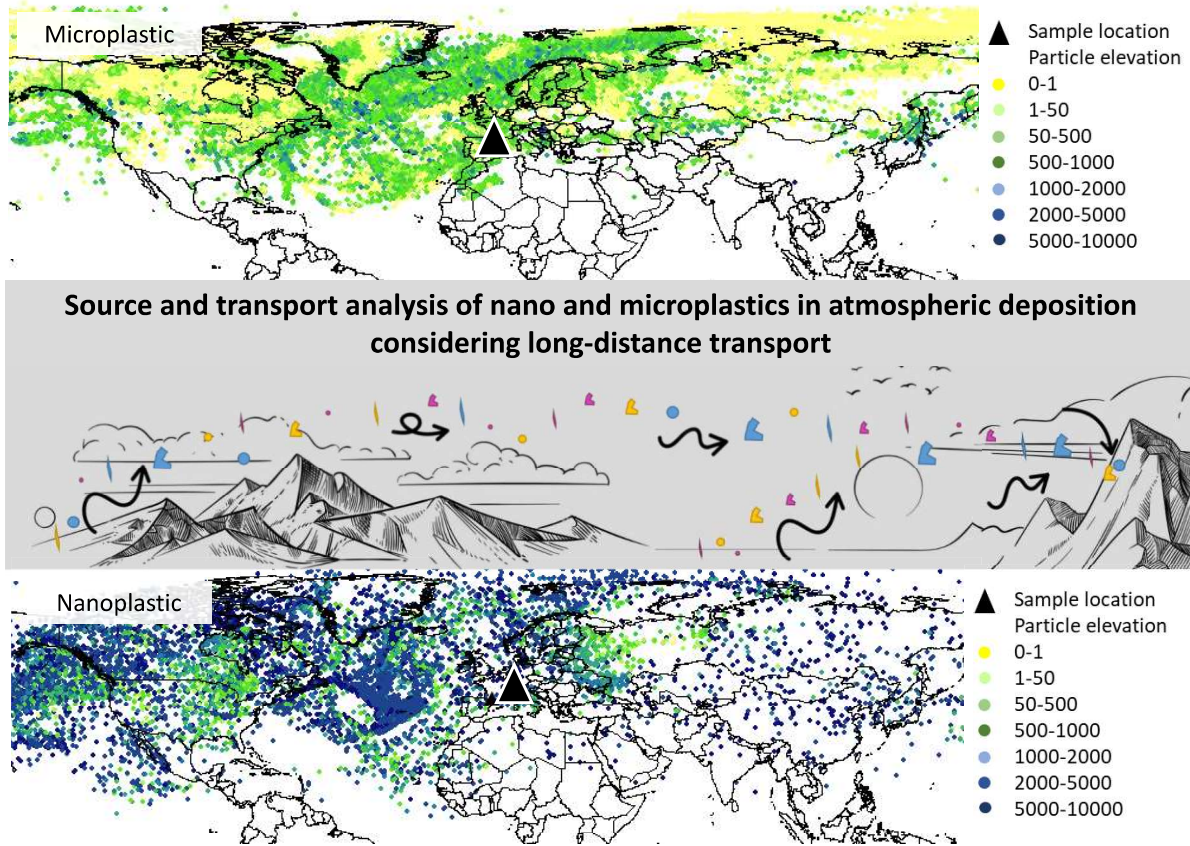 Microplastic
Sample location
Particle elevation
0-1
1-50
50-500
500-1000
1000-2000
2000-5000
5000-10000
Source and transport analysis of nano and microplastics in atmospheric deposition
considering long-distance transport
Nanoplastic
Sample location
Particle elevation
0-1
1-50
50-500
500-1000
1000-2000
2000-5000
5000-10000